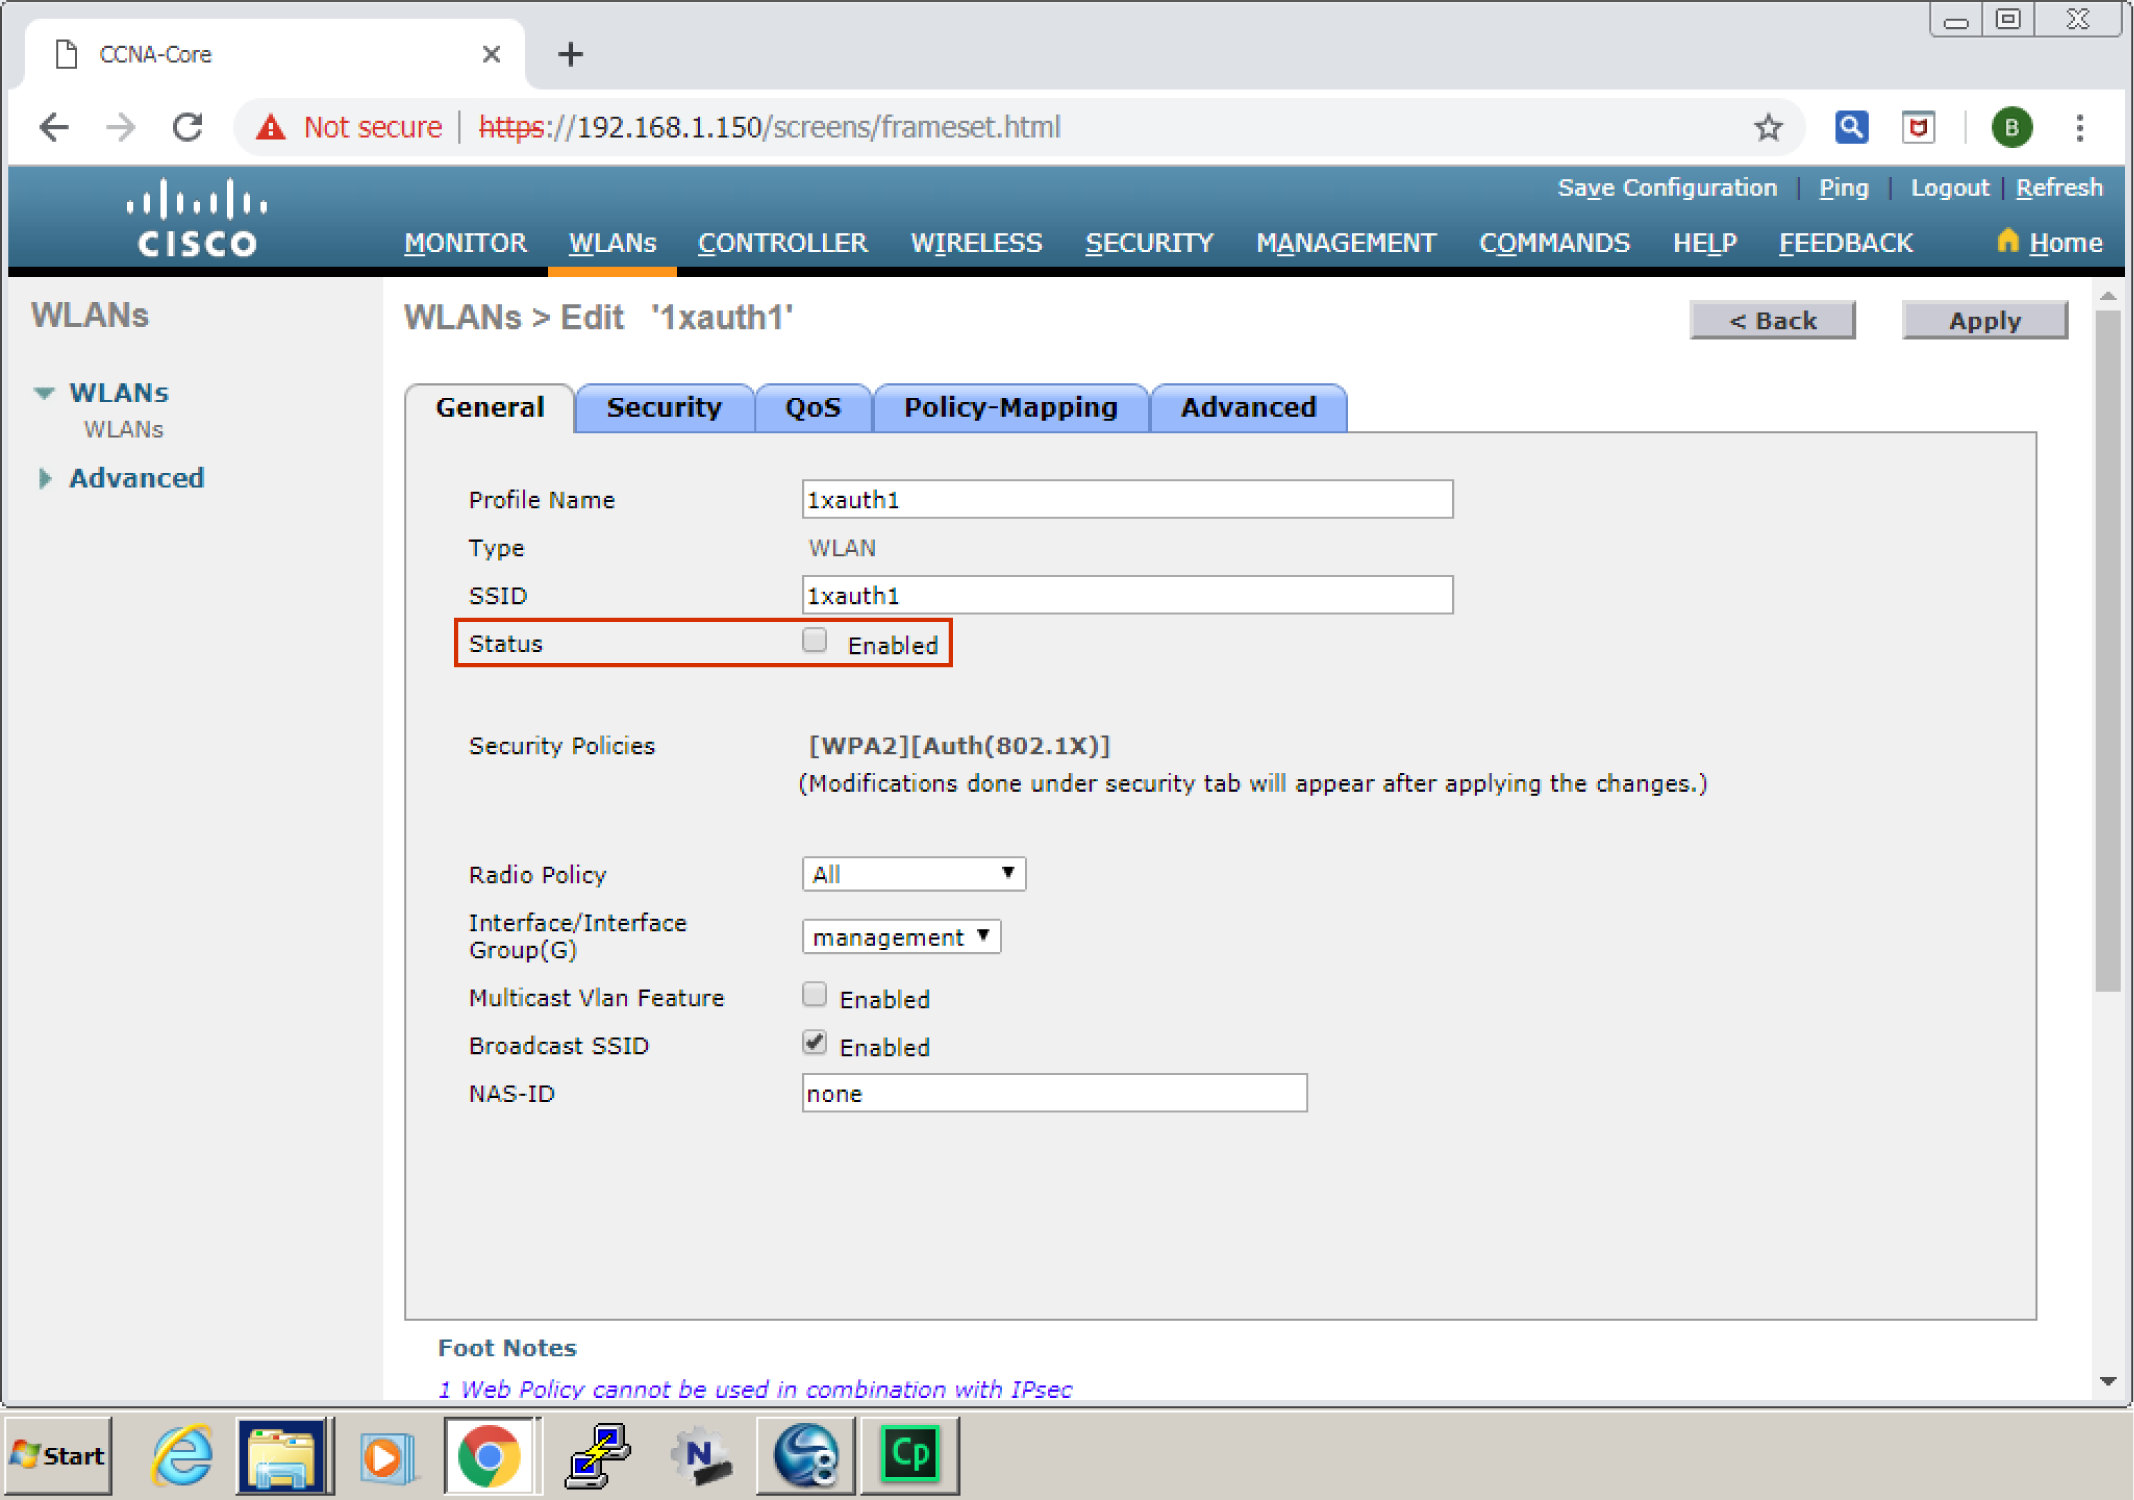 CCNA-Core
Not secure | https://192.168.1.150/screens/frameset.html
B
Save Configuration | Ping | Logout | Refresh
CISCO
MONITOR WLANs CONTROLLER WIRELESS SECURITY MANAGEMENT COMMANDS HELP FEEDBACK Home
WLANs
WLANs
WLANs
Advanced
WLANs > Edit '1xauth1'
< Back
Apply
General Security QoS Policy-Mapping Advanced
Profile Name 1xauth1
Type WLAN
SSID 1xauth1
Status Enabled
Security Policies [WPA2][Auth(802.1X)]
(Modifications done under security tab will appear after applying the changes.)
Radio Policy All
Interface/Interface
Group(G) management
Multicast Vlan Feature Enabled
Broadcast SSID Enabled
NAS-ID none
Foot Notes
1 Web Policy cannot be used in combination with IPsec
Start
N
8
Cp